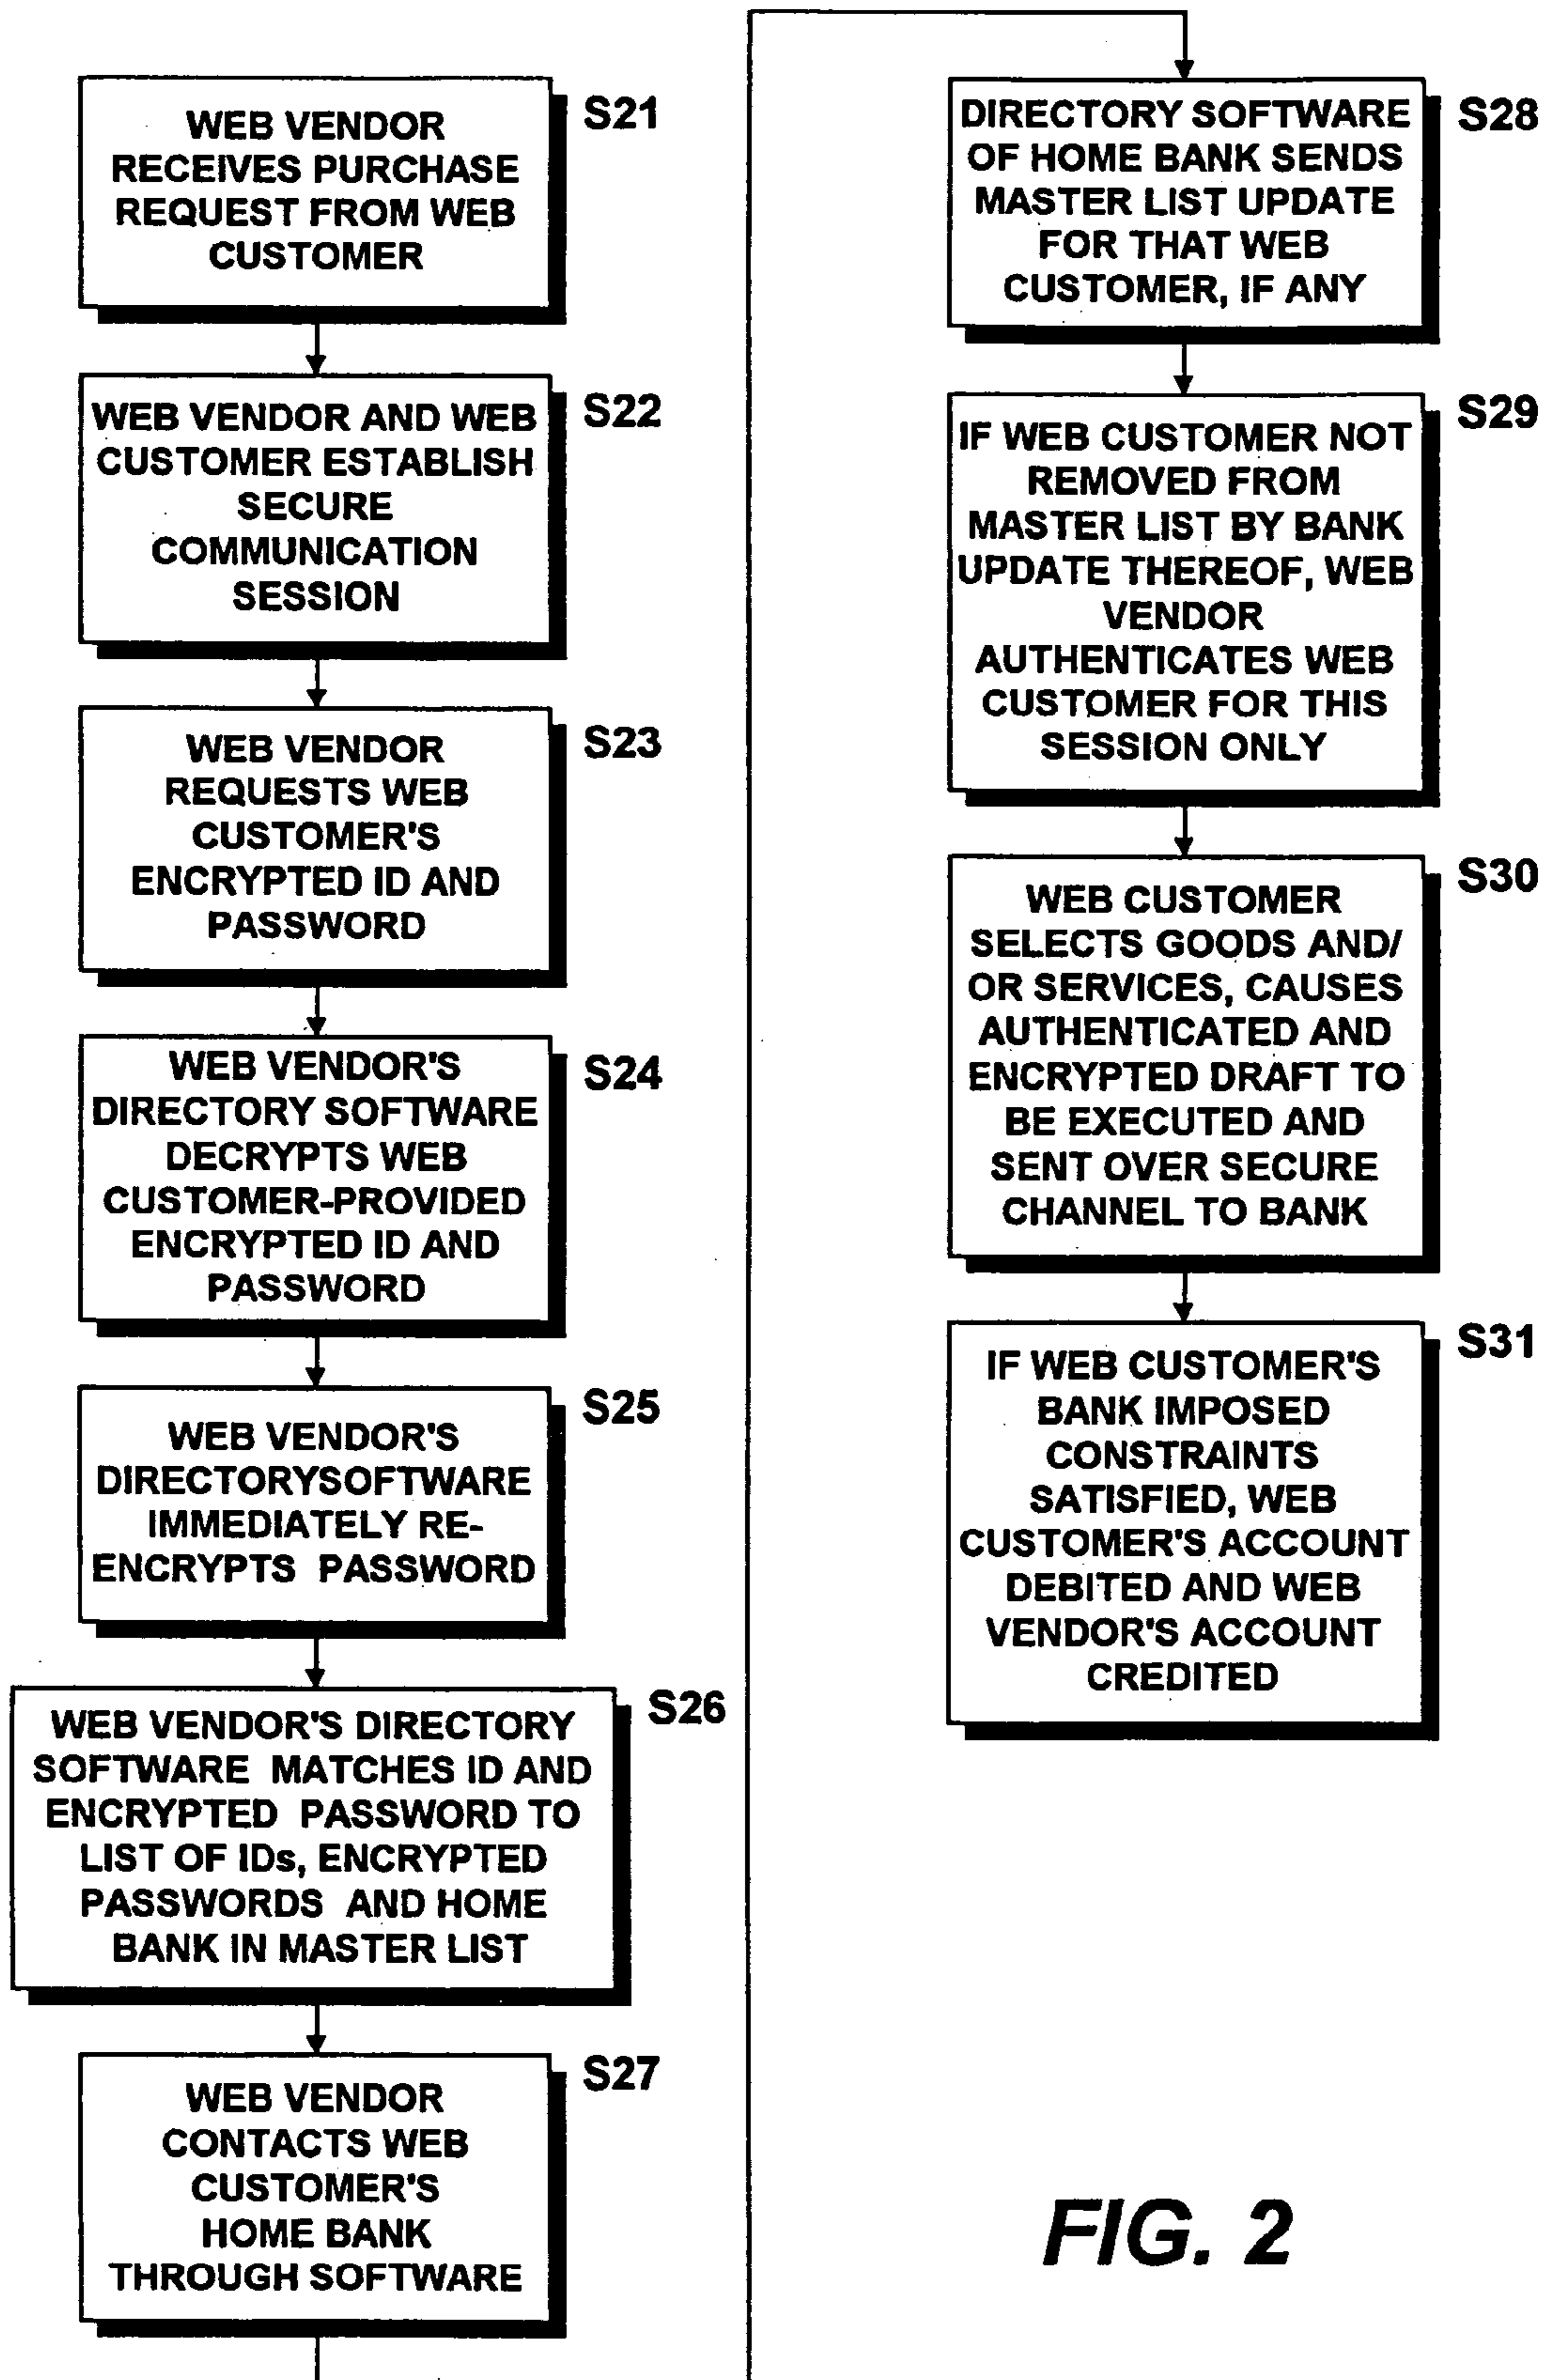 WEB VENDOR
RECEIVES PURCHASE
REQUEST FROM WEB
CUSTOMER
S21
WEB VENDOR AND WEB
CUSTOMER ESTABLISH
SECURE
COMMUNICATION
SESSION
S22
WEB VENDOR
REQUESTS WEB
CUSTOMER'S
ENCRYPTED ID AND
PASSWORD
S23
WEB VENDOR'S
DIRECTORY SOFTWARE
DECRYPTS WEB
CUSTOMER-PROVIDED
ENCRYPTED ID AND
PASSWORD
S24
WEB VENDOR'S
DIRECTORYSOFTWARE
IMMEDIATELY RE-
ENCRYPTS PASSWORD
S25
WEB VENDOR'S DIRECTORY
SOFTWARE MATCHES ID AND
ENCRYPTED PASSWORD TO
LIST OF IDs, ENCRYPTED
PASSWORDS AND HOME
BANK IN MASTER LIST
S26
WEB VENDOR
CONTACTS WEB
CUSTOMER'S
HOME BANK
THROUGH SOFTWARE
S27
DIRECTORY SOFTWARE
OF HOME BANK SENDS
MASTER LIST UPDATE
FOR THAT WEB
CUSTOMER, IF ANY
S28
IF WEB CUSTOMER NOT
REMOVED FROM
MASTER LIST BY BANK
UPDATE THEREOF, WEB
VENDOR
AUTHENTICATES WEB
CUSTOMER FOR THIS
SESSION ONLY
S29
WEB CUSTOMER
SELECTS GOODS AND/
OR SERVICES, CAUSES
AUTHENTICATED AND
ENCRYPTED DRAFT TO
BE EXECUTED AND
SENT OVER SECURE
CHANNEL TO BANK
S30
IF WEB CUSTOMER'S
BANK IMPOSED
CONSTRAINTS
SATISFIED, WEB
CUSTOMER'S ACCOUNT
DEBITED AND WEB
VENDOR'S ACCOUNT
CREDITED
S31
FIG. 2